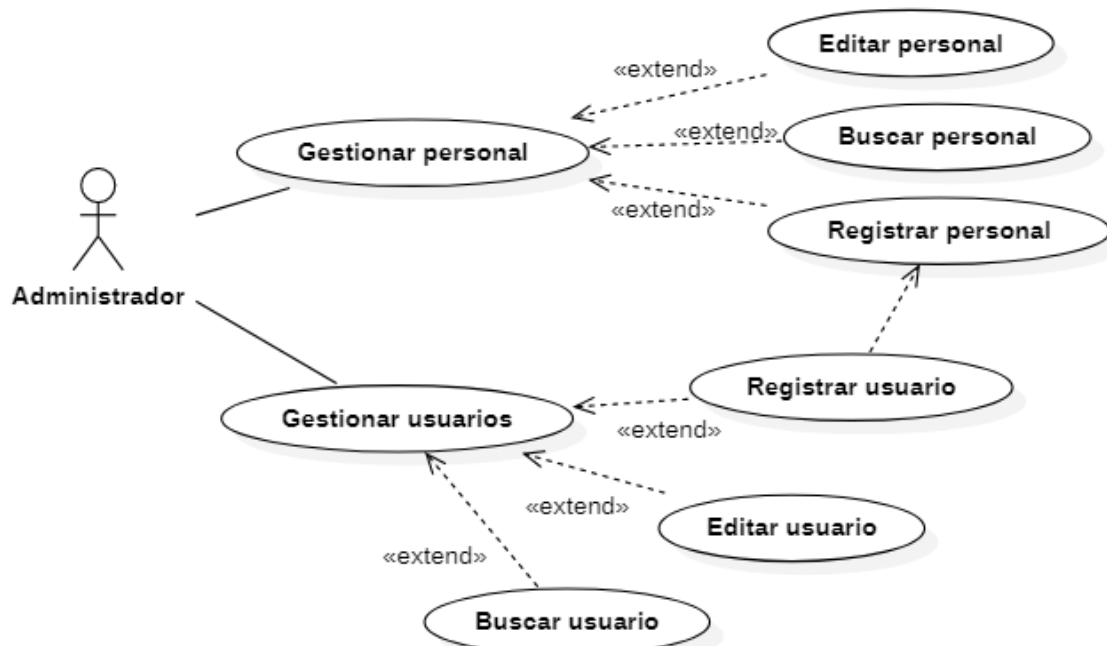 Editar personal
«extend»
Buscar personal
«extend»
Gestionar personal
«extend»
Registrar personal
Administrador
Registrar usuario
Gestionar usuarios
«extend»
«extend»
Editar usuario
«extend»
Buscar usuario